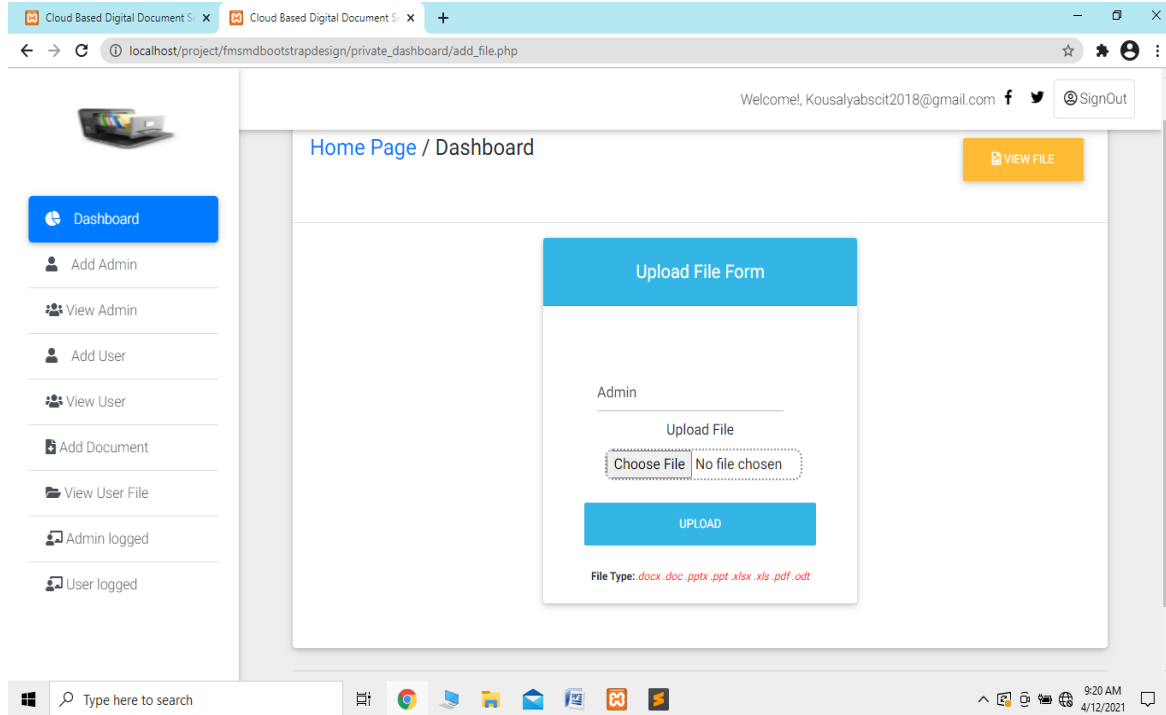 Cloud Based Digital Document S
Cloud Based Digital Document S
localhost/project/fmsmdbootstrapdesign/private_dashboard/add_file.php
Welcome!, Kousalyabscit2018@gmail.com
SignOut
Home Page / Dashboard
VIEW FILE
Dashboard
Add Admin
View Admin
Add User
View User
Add Document
View User File
Admin logged
User logged
Upload File Form
Admin
Upload File
Choose File No file chosen
UPLOAD
File Type:.docx .doc .pptx .ppt .xlsx .xls .pdf .odt
Type here to search
9:20 AM
4/12/2021